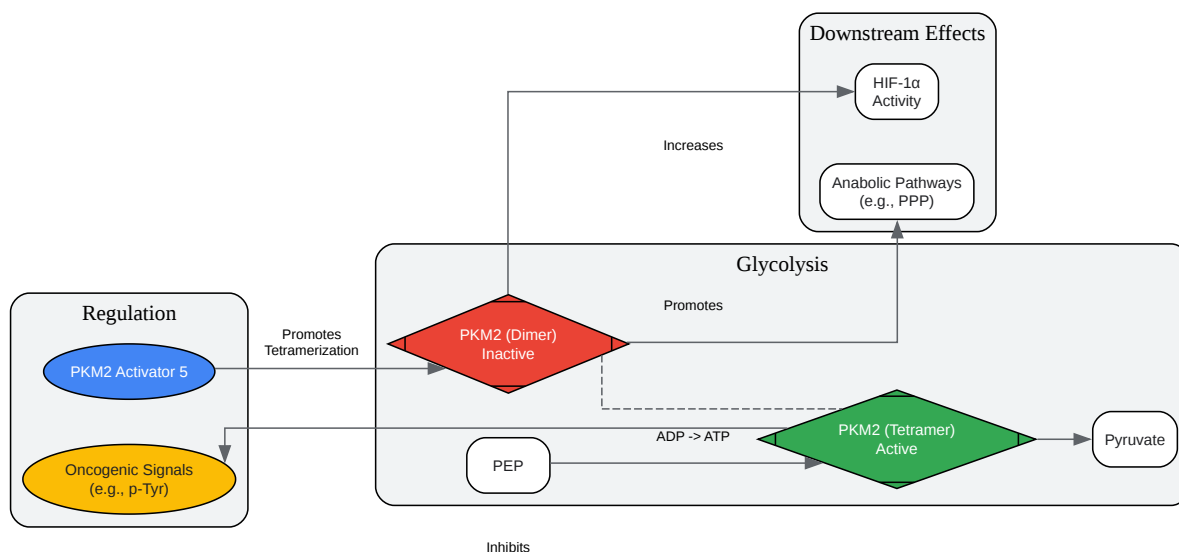 Downstream Effects
HIF-1α
Activity
Increases
Anabolic Pathways
(e.g., PPP)
Glycolysis
Regulation
Promotes
Promotes
Tetramerization
PKM2 (Dimer)
Inactive
PKM2 Activator 5
PKM2 (Tetramer)
Active
ADP -> ATP
Pyruvate
PEP
Oncogenic Signals
(e.g., p-Tyr)
Inhibits